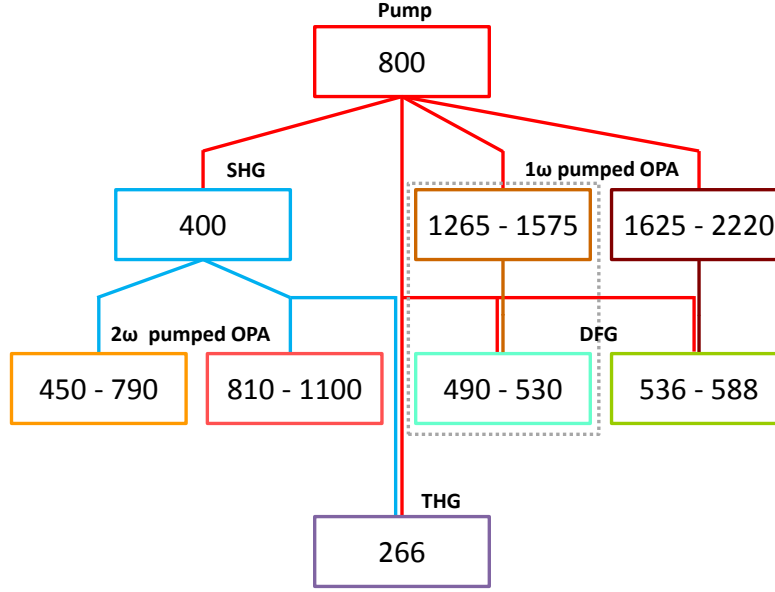 Pump
800
SHG
1ω pumped OPA
400
1265 - 1575
1625 - 2220
2ω pumped OPA
DFG
450 - 790
810 - 1100
490 - 530
536 - 588
THG
266